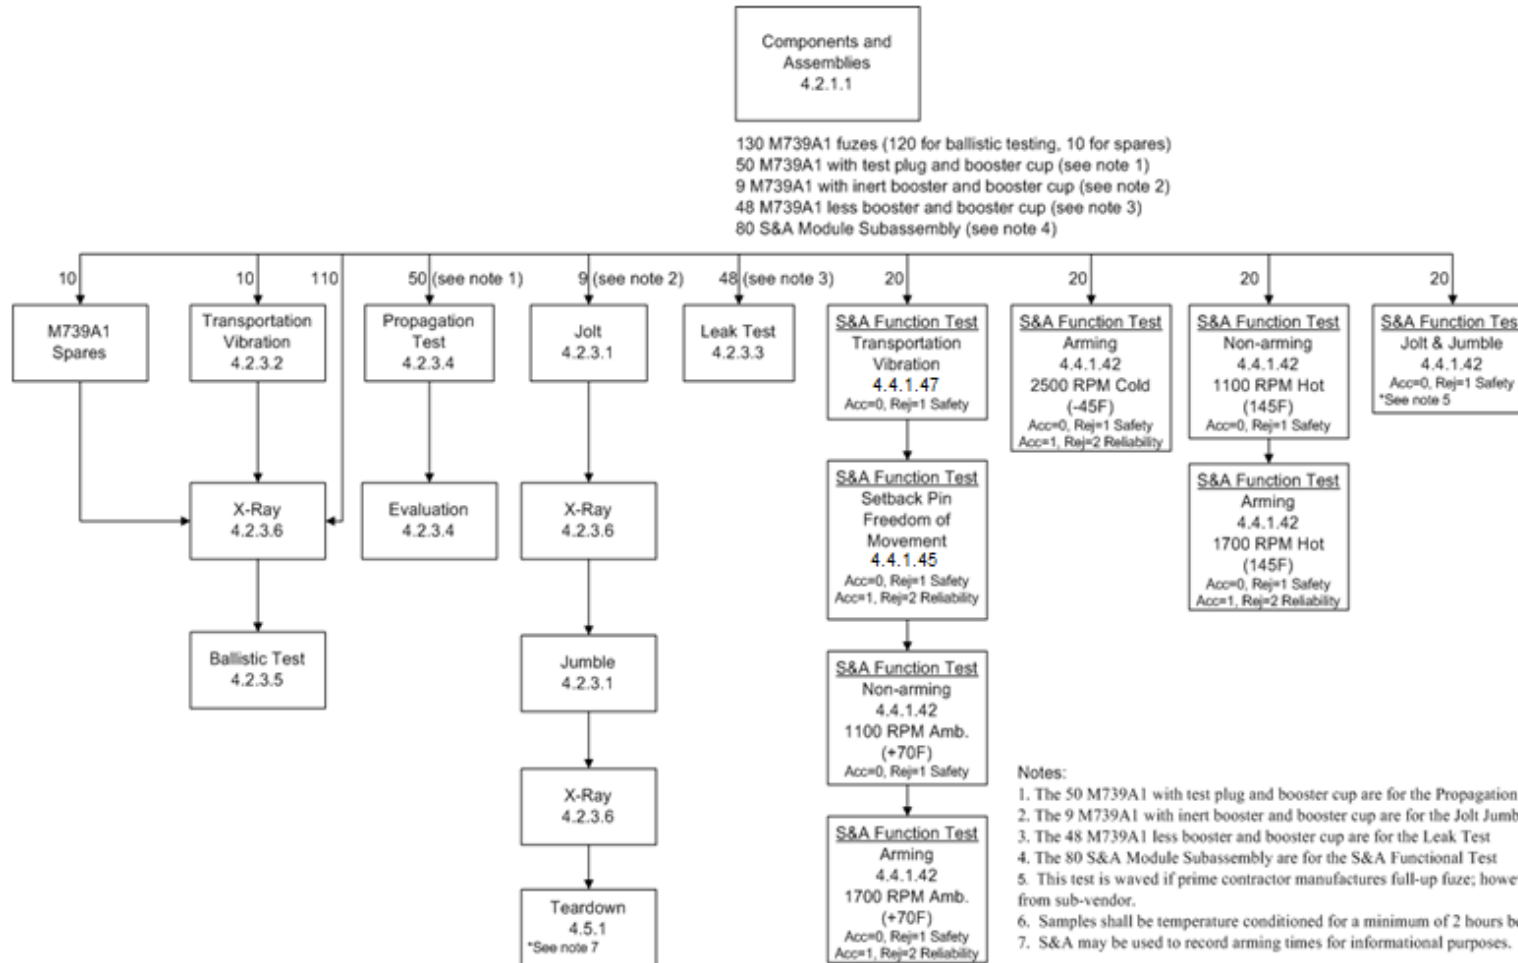 Components and
Assemblies
4.2.1.1
130 M739A1 fuzes (120 for ballistic testing, 10 for spares)
50 M739A1 with test plug and booster cup (see note 1)
9 M739A1 with inert booster and booster cup (see note 2)
48 M739A1 less booster and booster cup (see note 3)
80 S&A Module Subassembly (see note 4)
10
10
110
50 (see note 1)
9 (see note 2)
48 (see note 3)
20
20
20
20
M739A1
Spares
Transportation
Vibration
4.2.3.2
Propagation
Test
4.2.3.4
Jolt
4.2.3.1
Leak Test
4.2.3.3
S&A Function Test
Transportation
Vibration
4.4.1.47
Acc=0, Rej=1 Safety
S&A Function Test
Arming
4.4.1.42
2500 RPM Cold
(-45F)
Acc=0, Rej=1 Safety
Acc=1, Rej=2 Reliability
S&A Function Test
Non-arming
4.4.1.42
1100 RPM Hot
(145F)
Acc=0, Rej=1 Safety
S&A Function Tes
Jolt & Jumble
4.4.1.42
Acc=0, Rej=1 Safety
*See note 5
X-Ray
4.2.3.6
Evaluation
4.2.3.4
X-Ray
4.2.3.6
S&A Function Test
Setback Pin
Freedom of
Movement
4.4.1.45
Acc=0, Rej=1 Safety
Acc=1, Rej=2 Reliability
S&A Function Test
Arming
4.4.1.42
1700 RPM Hot
(145F)
Acc=0, Rej=1 Safety
Acc=1, Rej=2 Reliability
Ballistic Test
4.2.3.5
Jumble
4.2.3.1
S&A Function Test
Non-arming
4.4.1.42
1100 RPM Amb.
(+70F)
Acc=0, Rej=1 Safety
X-Ray
4.2.3.6
S&A Function Test
Arming
4.4.1.42
1700 RPM Amb.
(+70F)
Acc=0, Rej=1 Safety
Acc=1, Rej=2 Reliability
Teardown
4.5.1
*See note 7
Notes:
1. The 50 M739A1 with test plug and booster cup are for the Propagation
2. The 9 M739A1 with inert booster and booster cup are for the Jolt Jumb
3. The 48 M739A1 less booster and booster cup are for the Leak Test
4. The 80 S&A Module Subassembly are for the S&A Functional Test
5. This test is waved if prime contractor manufactures full-up fuze; howe
from sub-vendor.
6. Samples shall be temperature conditioned for a minimum of 2 hours be
7. S&A may be used to record arming times for informational purposes.